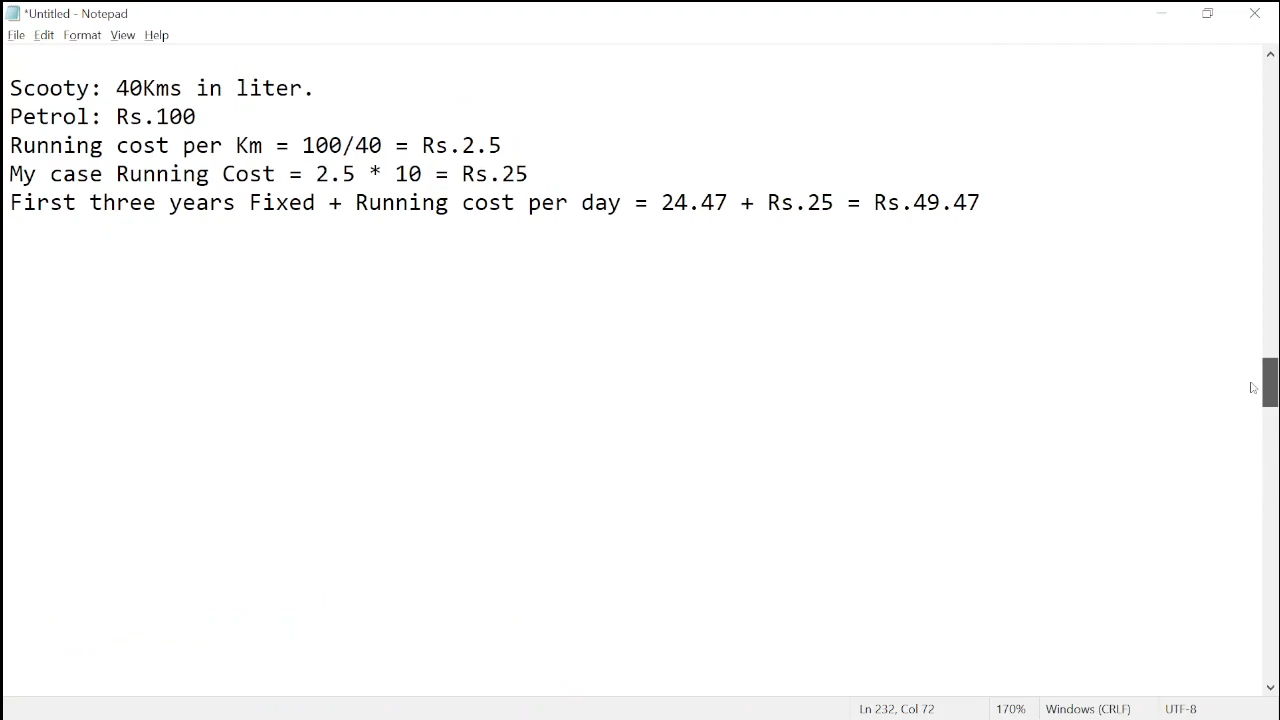 *Untitled - Notepad
File Edit Format View Help
Scooty: 40Kms in liter.
Petrol: Rs.100
Running cost per Km = 100/40 = Rs.2.5
My case Running Cost = 2.5 * 10 = Rs.25
First three years Fixed + Running cost per day = 24.47 + Rs.25 = Rs.49.47
Ln 232, Col 72 170% Windows (CRLF) UTF-8